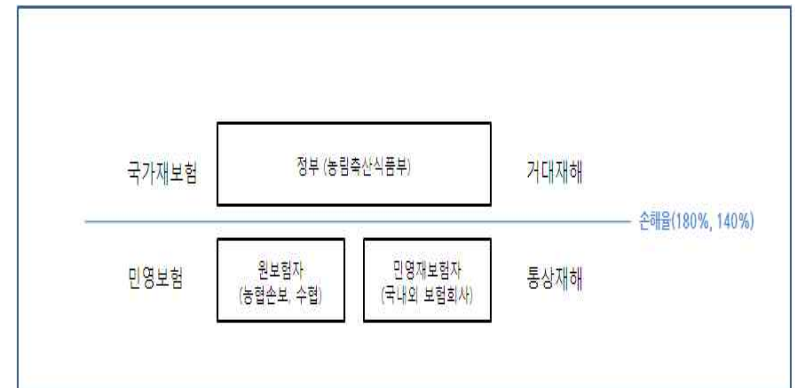 국가재보험
정부 (농림축산식품부)
거대재해
손해율(180%, 140%)
민영보험
원보험자
(농협손보, 수협)
민영재보험자
(국내외 보험회사)
통상재해